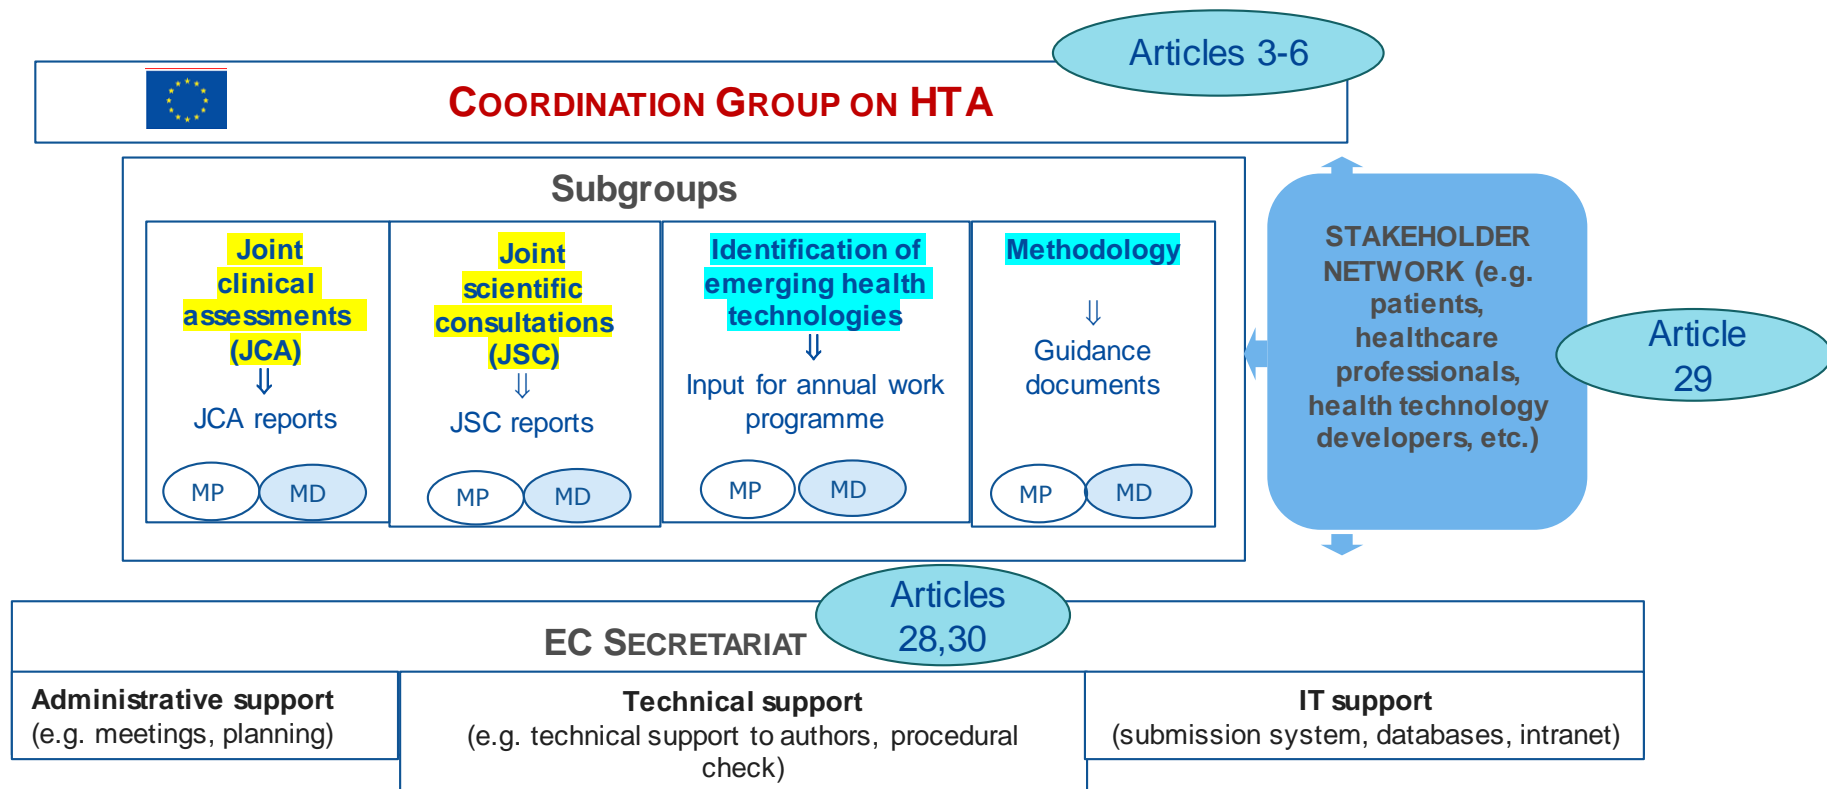 Articles 3-6
COORDINATION GROUP ON HTA
Subgroups
Joint
clinical
assessments
(JCA)
⇓
JCA reports
MP
MD
Joint
scientific
consultations
(JSC)
⇓
JSC reports
MP
MD
Identification of
emerging health
technologies
⇓
Input for annual work
programme
MP
MD
Methodology
⇓
Guidance
documents
MP
MD
STAKEHOLDER
NETWORK (e.g.
patients,
healthcare
professionals,
health technology
developers, etc.)
Article
29
Articles
28,30
EC SECRETARIAT
Administrative support
(e.g. meetings, planning)
Technical support
(e.g. technical support to authors, procedural
check)
IT support
(submission system, databases, intranet)